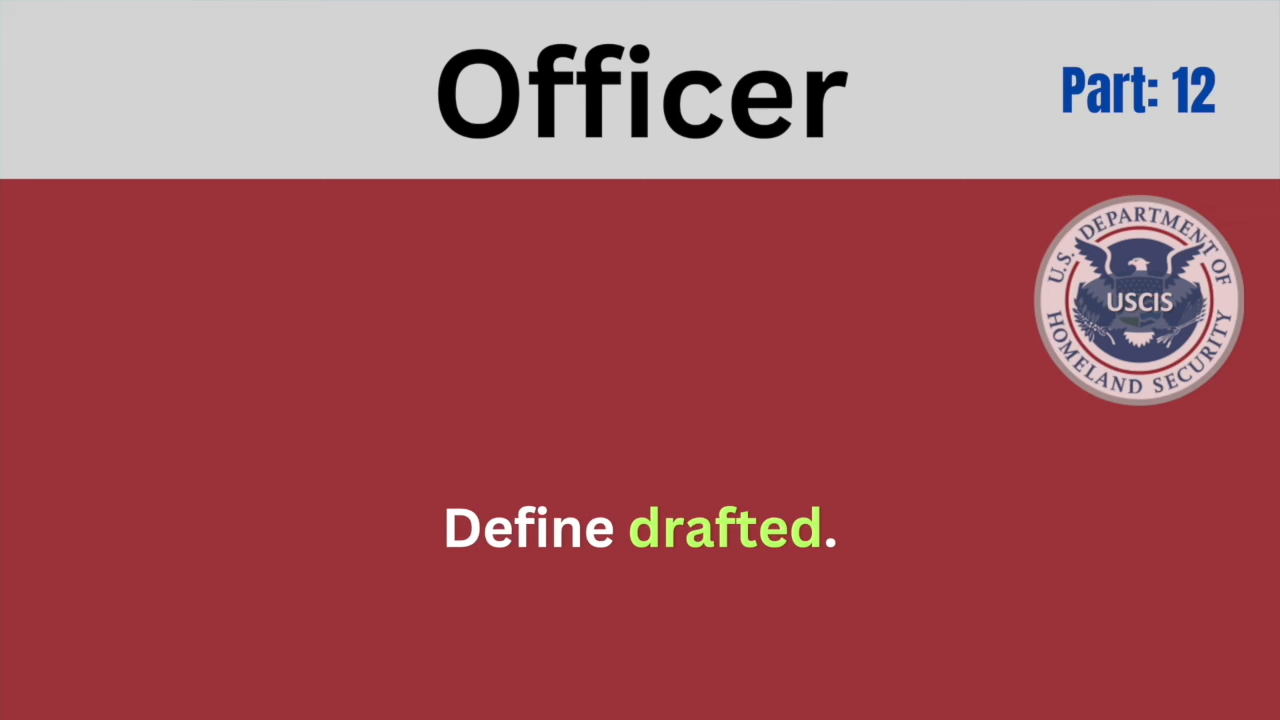 Officer
Part: 12
U.S. DEPARTMENT OF
USCIS
HOMELAND SECURITY
Define drafted.